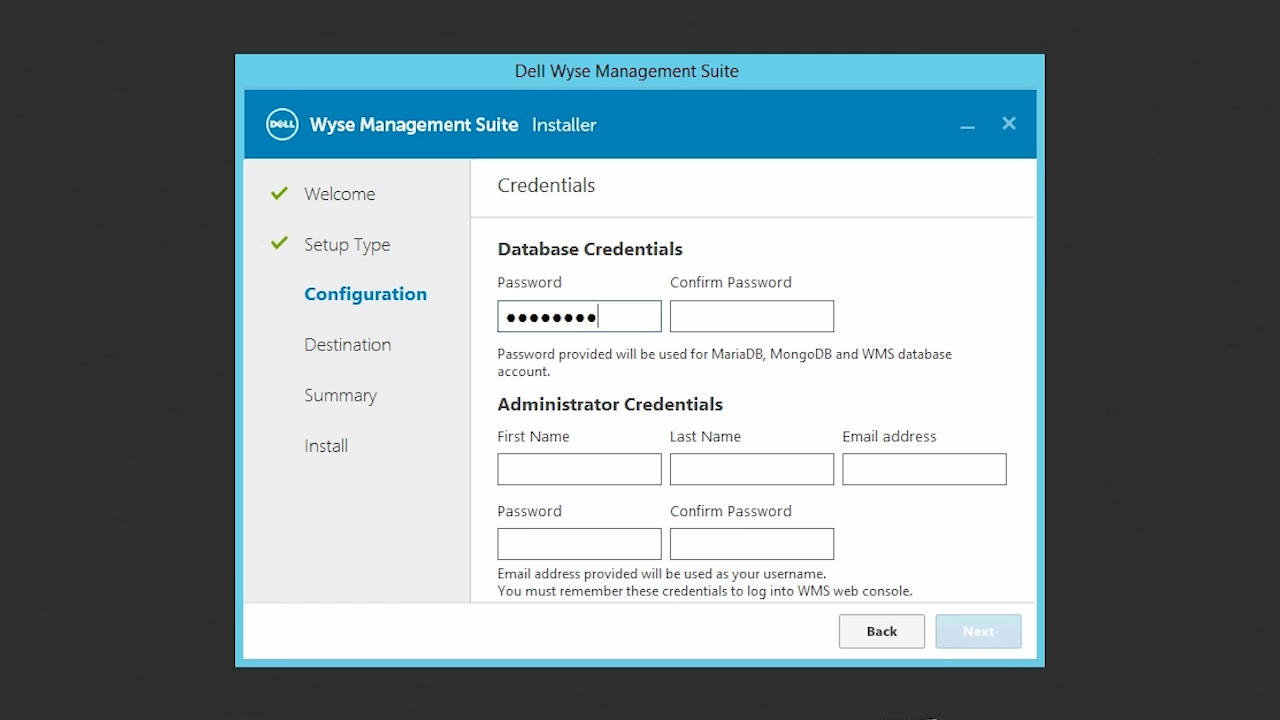 Dell Wyse Management Suite
DELL Wyse Management Suite Installer
Welcome
Setup Type
Configuration
Destination
Summary
Install
Credentials
Database Credentials
Password Confirm Password
••••••••
Password provided will be used for MariaDB, MongoDB and WMS database
account.
Administrator Credentials
First Name Last Name Email address
Password Confirm Password
Email address provided will be used as your username.
You must remember these credentials to log into WMS web console.
Back Next